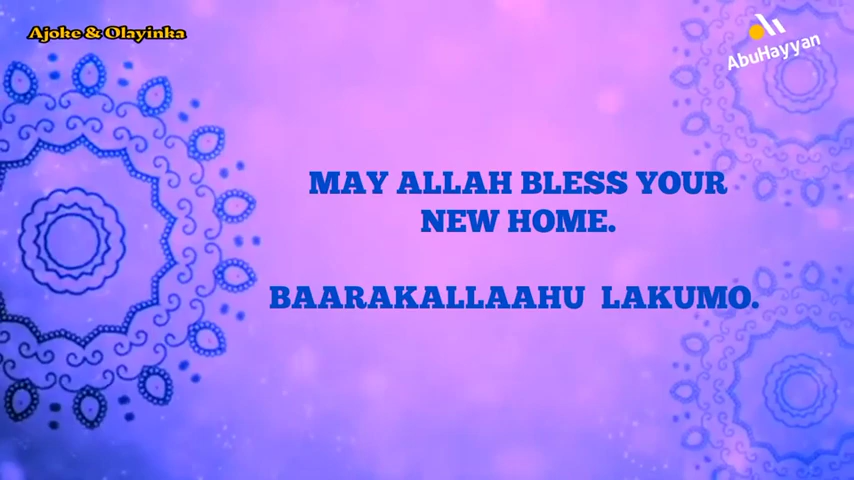 Ajoke & Olayinka
AbuHayyan
MAY ALLAH BLESS YOUR
NEW HOME.
BAARAKALLAAHU LAKUMO.